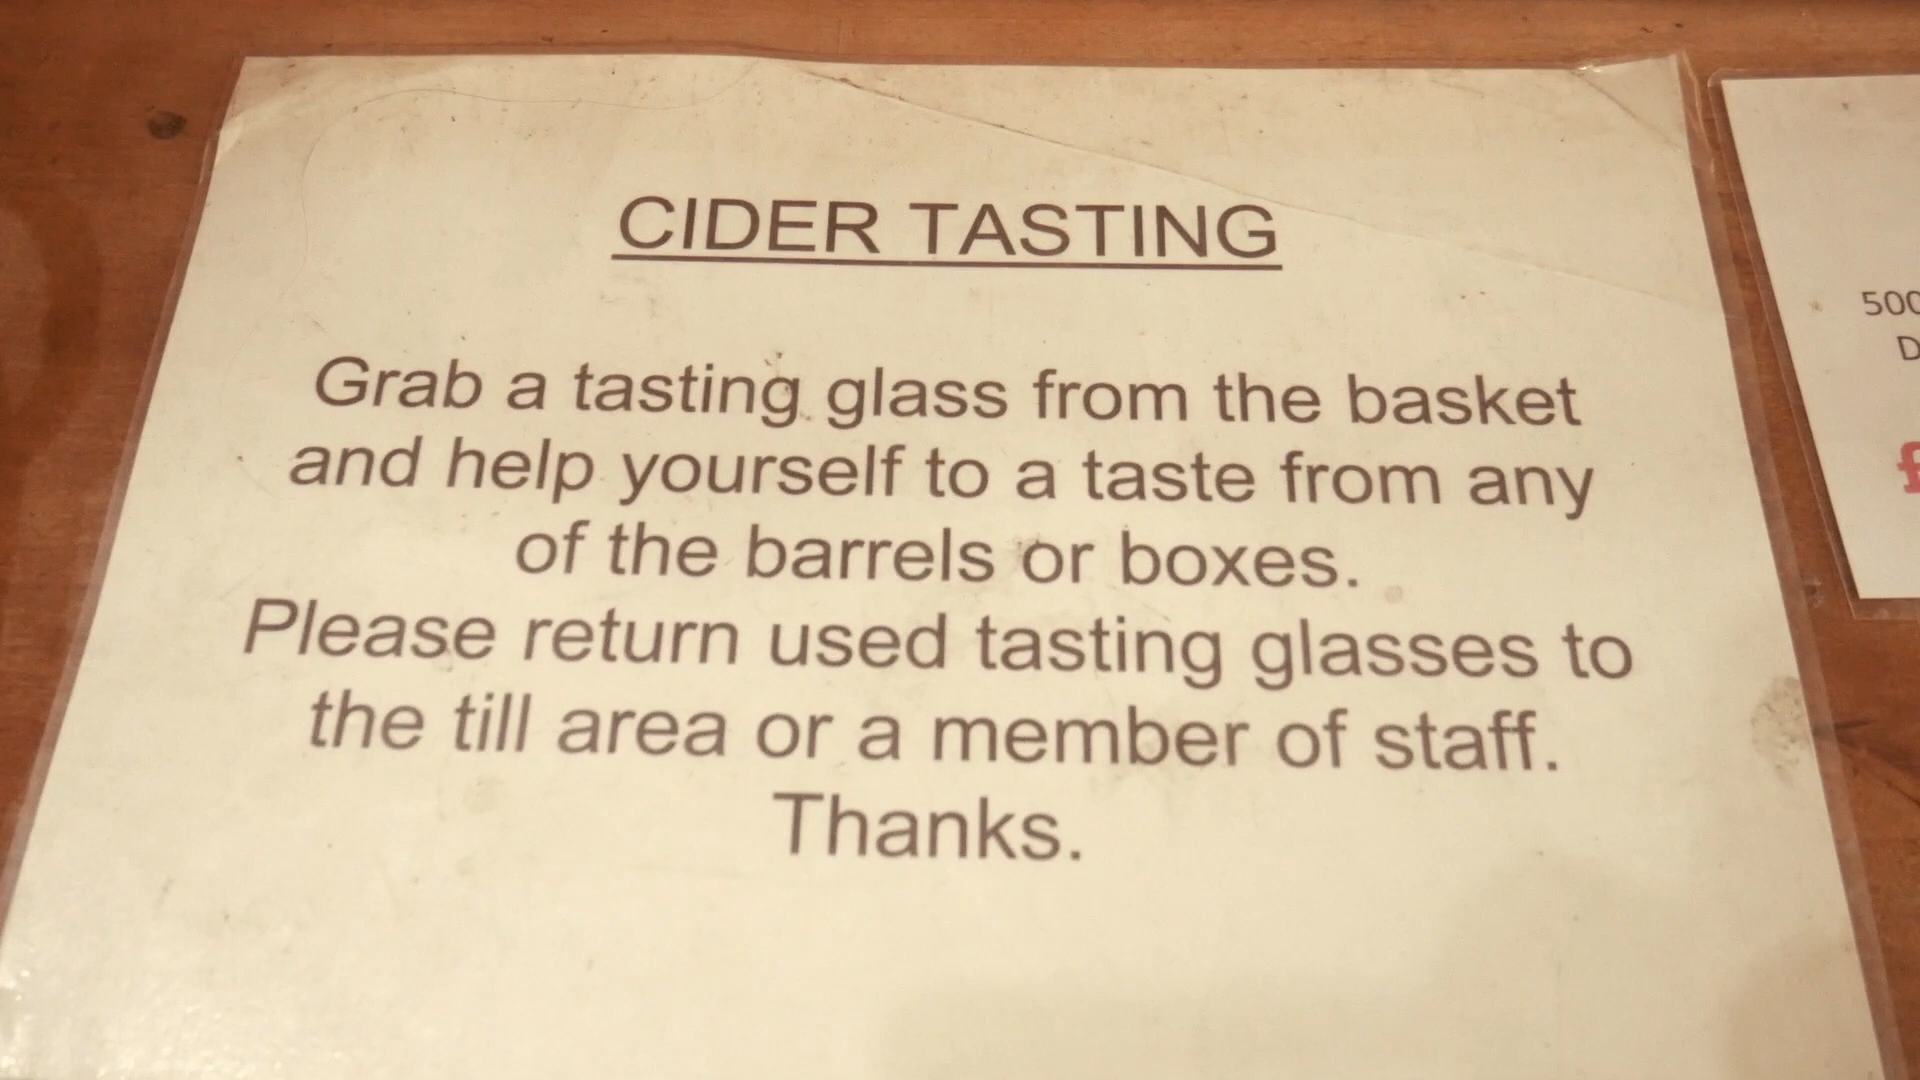 CIDER TASTING
Grab a tasting glass from the basket
and help yourself to a taste from any
of the barrels or boxes.
Please return used tasting glasses to
the till area or a member of staff.
Thanks.
500
D
£